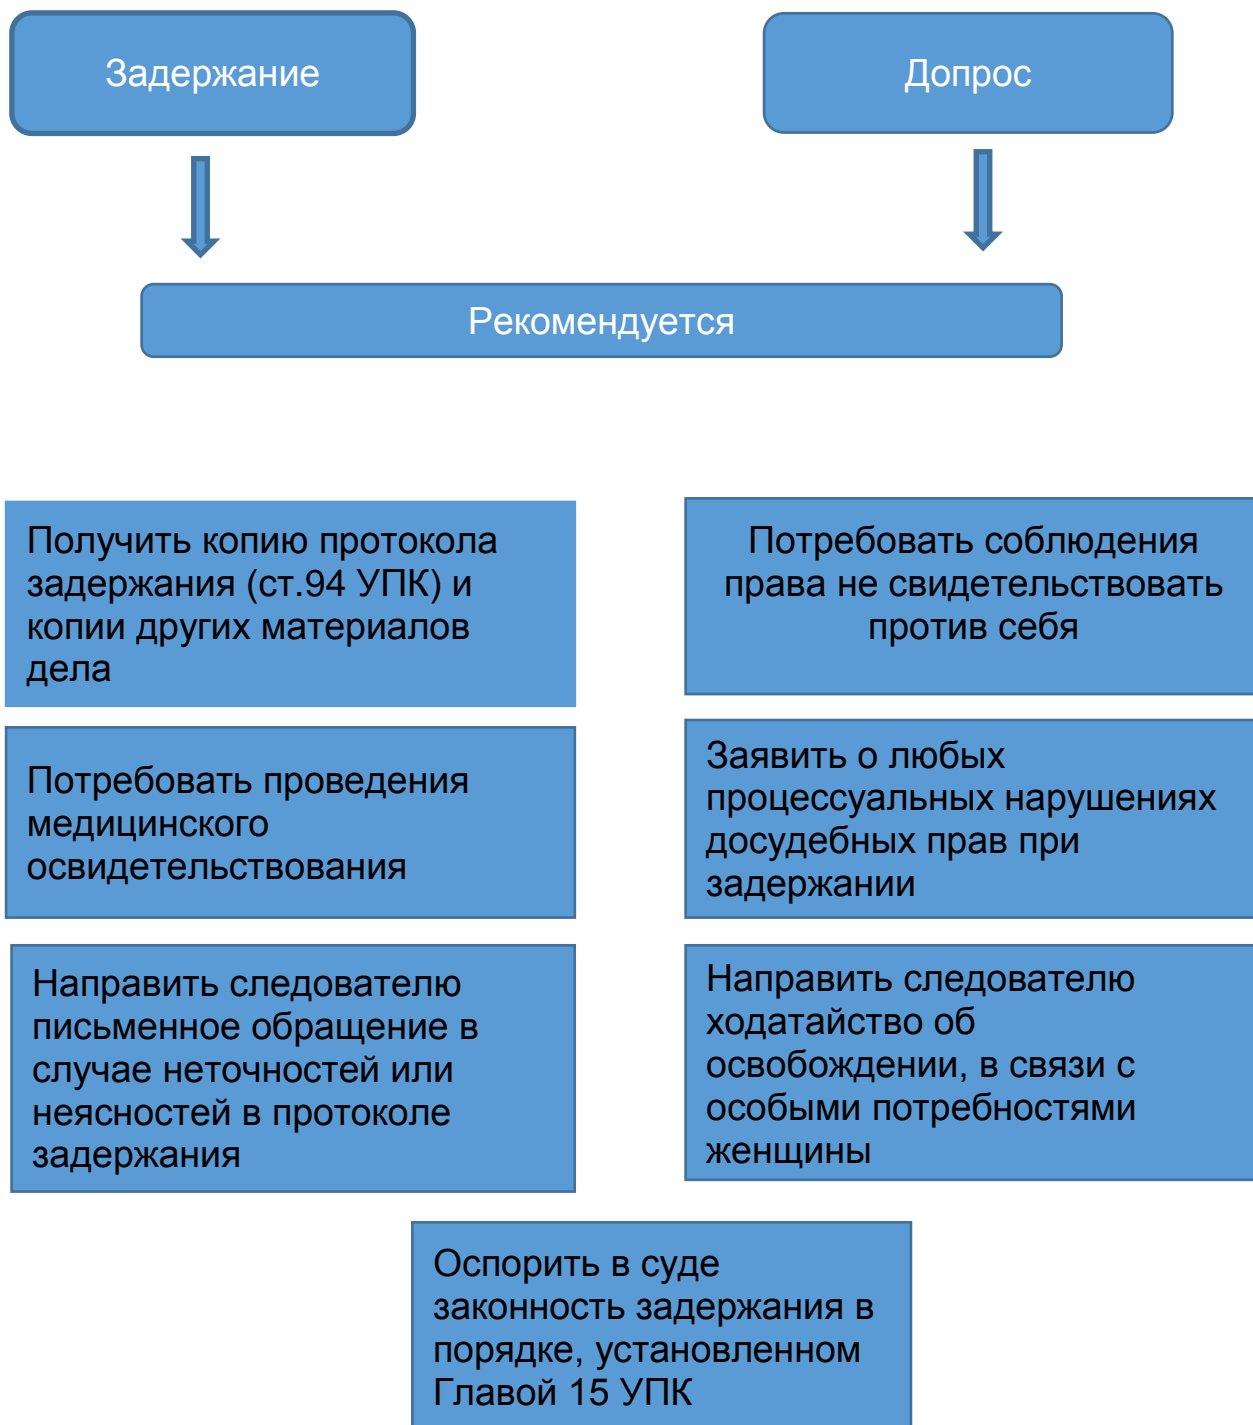 Задержание
Допрос
Рекомендуется
Получить копию протокола
задержания (ст.94 УПК) и
копии других материалов
дела
Потребовать соблюдения
права не свидетельствовать
против себя
Потребовать проведения
медицинского
освидетельствования
Заявить о любых
процессуальных нарушениях
досудебных прав при
задержании
Направить следователю
письменное обращение в
случае неточностей или
неясностей в протоколе
задержания
Направить следователю
ходатайство об
освобождении, в связи с
особыми потребностями
женщины
Оспорить в суде
законность задержания в
порядке, установленном
Главой 15 УПК